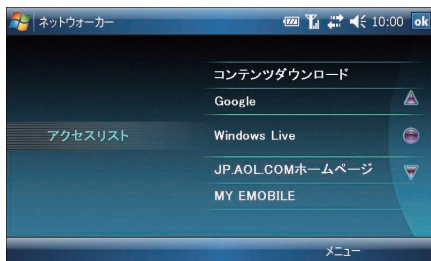 ネットウォーカー 10:00 ok
コンテンツダウンロード
Google
アクセスリスト
Windows Live
JP.AOL.COMホームページ
MY EMOBILE
メニュー